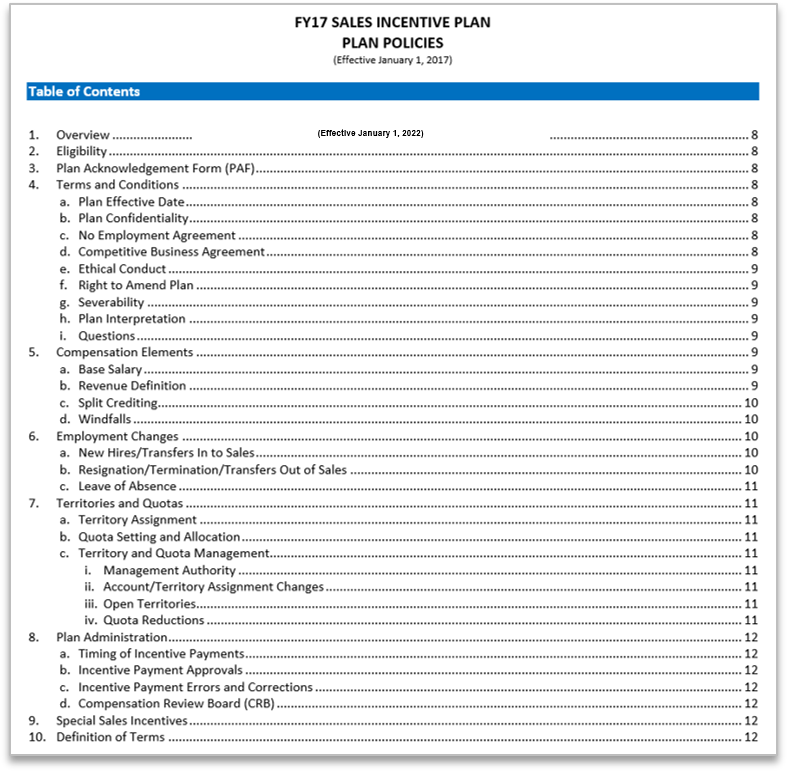 FY17 SALES INCENTIVE PLAN
PLAN POLICIES
(Effective January 1, 2017)
Table of Contents
1. Overview ........................ (Effective January 1, 2022) ........................ 8
2. Eligibility ........................ 8
3. Plan Acknowledgement Form (PAF) ........................ 8
4. Terms and Conditions ........................ 8
a. Plan Effective Date ........................ 8
b. Plan Confidentiality ........................ 8
c. No Employment Agreement ........................ 8
d. Competitive Business Agreement ........................ 8
e. Ethical Conduct ........................ 9
f. Right to Amend Plan ........................ 9
g. Severability ........................ 9
h. Plan Interpretation ........................ 9
i. Questions ........................ 9
5. Compensation Elements ........................ 9
a. Base Salary ........................ 9
b. Revenue Definition ........................ 9
c. Split Crediting ........................ 10
d. Windfalls ........................ 10
6. Employment Changes ........................ 10
a. New Hires/Transfers In to Sales ........................ 10
b. Resignation/Termination/Transfers Out of Sales ........................ 10
c. Leave of Absence ........................ 11
7. Territories and Quotas ........................ 11
a. Territory Assignment ........................ 11
b. Quota Setting and Allocation ........................ 11
c. Territory and Quota Management ........................ 11
i. Management Authority ........................ 11
ii. Account/Territory Assignment Changes ........................ 11
iii. Open Territories ........................ 11
iv. Quota Reductions ........................ 11
8. Plan Administration ........................ 12
a. Timing of Incentive Payments ........................ 12
b. Incentive Payment Approvals ........................ 12
c. Incentive Payment Errors and Corrections ........................ 12
d. Compensation Review Board (CRB) ........................ 12
9. Special Sales Incentives ........................ 12
10. Definition of Terms ........................ 12